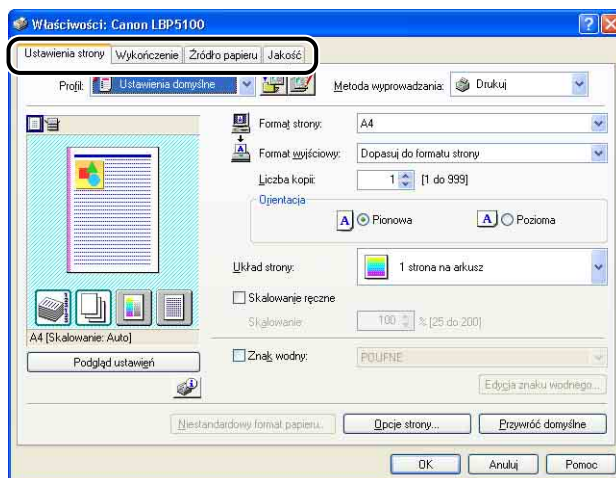 Właściwości: Canon LBP5100
Ustawienia strony Wykończenie Źródło papieru Jakość
Profil: Ustawienia domyślne Metoda wyprowadzania: Drukuj
Format strony: A4
Format wyjściowy: Dopasuj do formatu strony
Liczba kopii: 1 [1 do 999]
Orientacja
A Pionowa A Pozioma
Układ strony: 1 strona na arkusz
Skalowanie ręczne
Skalowanie: 100 % [25 do 200]
A4 [Skalowanie: Auto]
Podgląd ustawień
Znak wodny: POUFNE
Edycja znaku wodnego...
Niestandardowy format papieru... Opcje strony... Przywróć domyślne
OK Anuluj Pomoc